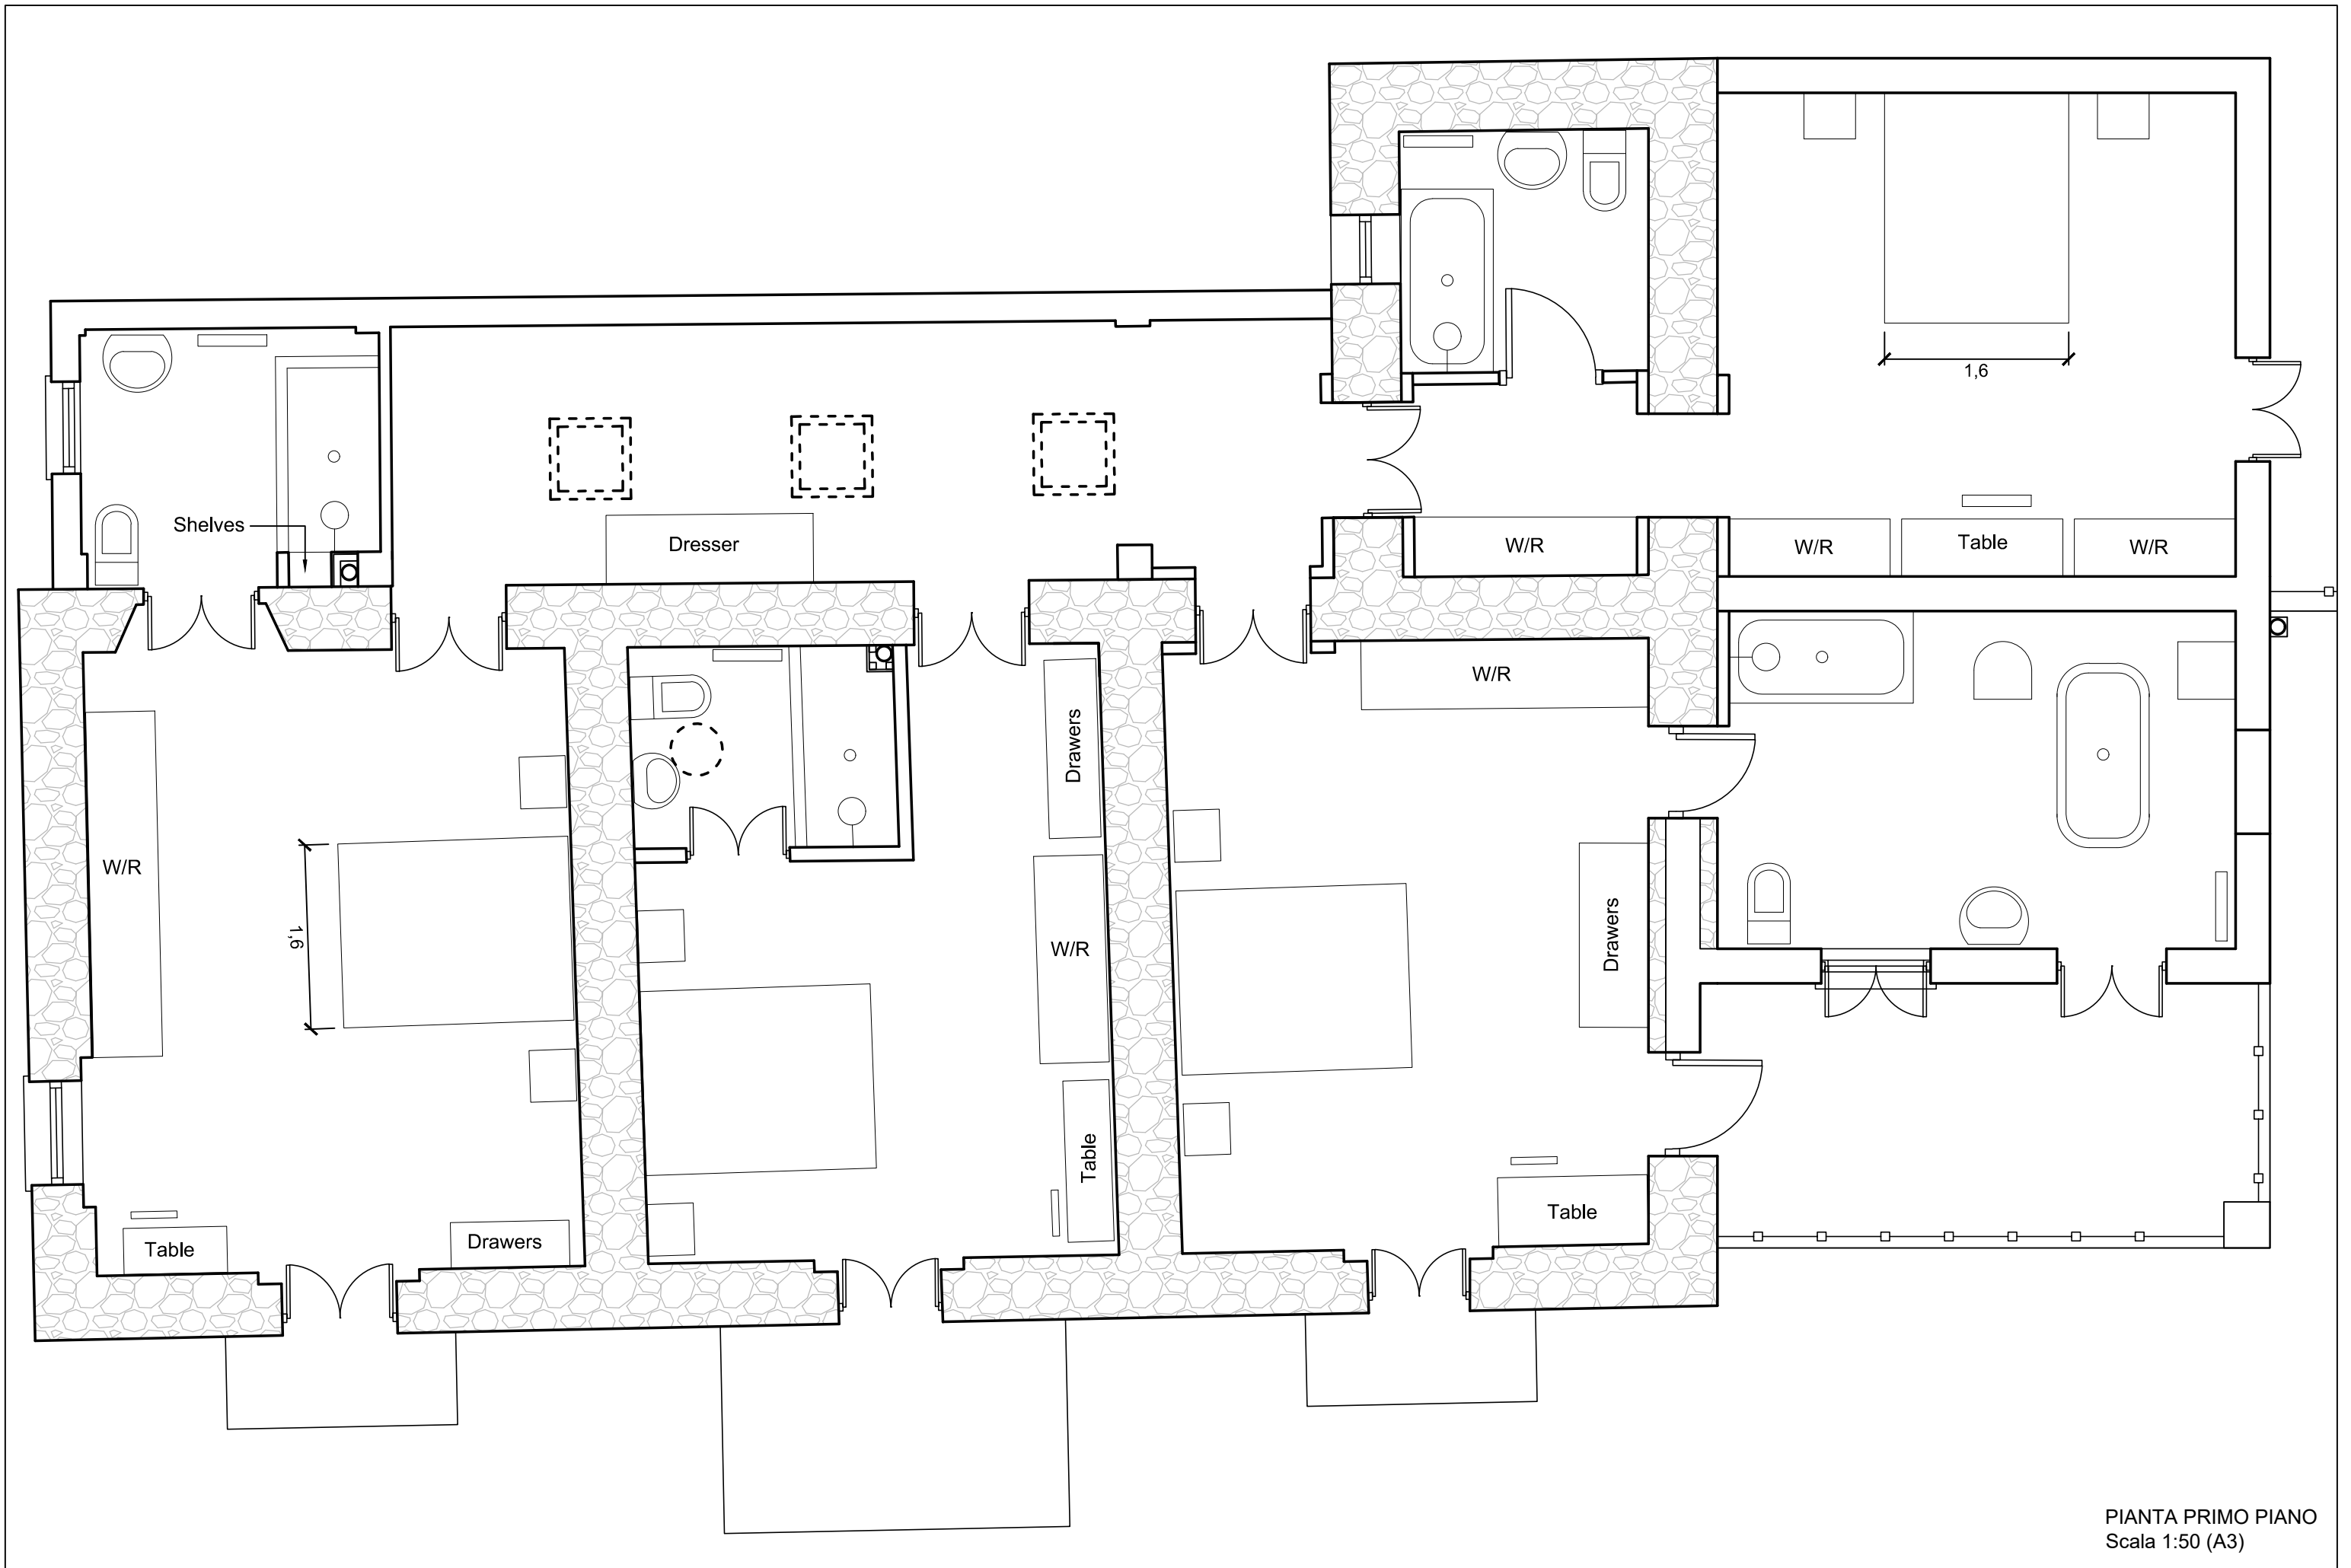 1,6
Shelves
Dresser
W/R
W/R
Table
W/R
W/R
Drawers
W/R
1,6
W/R
Drawers
Table
Table
Drawers
Table
PIANTA PRIMO PIANO
Scala 1:50 (A3)